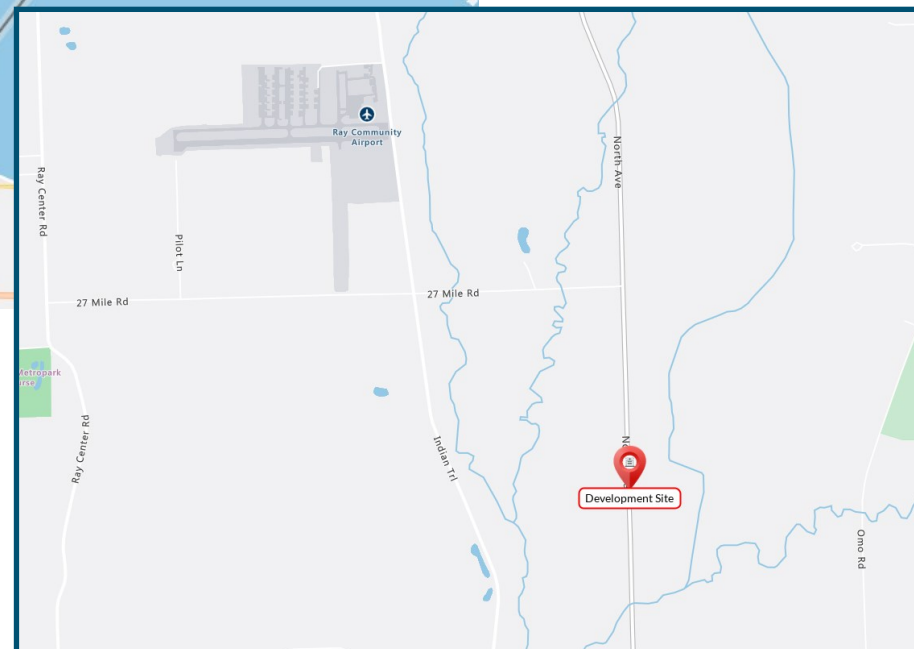 Ray Community
Airport
North Ave
Ray Center Rd
Pilot Ln
27 Mile Rd
27 Mile Rd
Metropark
Ray Center Rd
Indian Trl
Development Site
Omo Rd